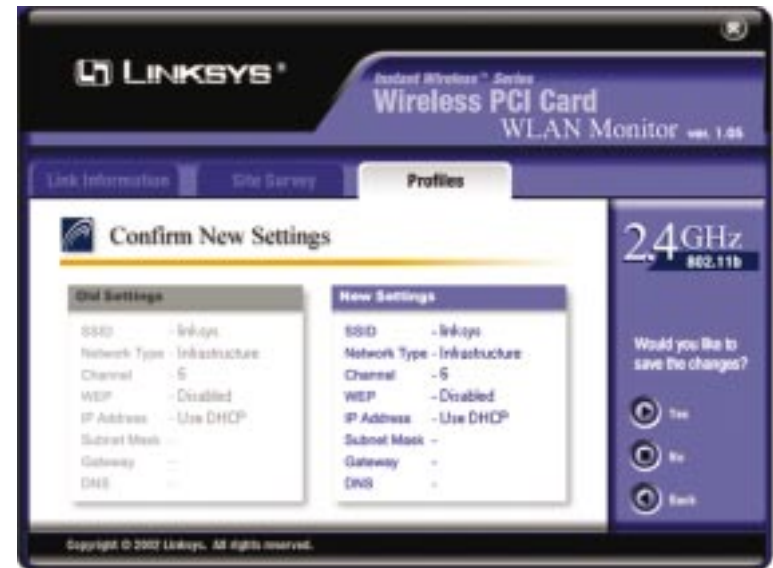 LINKSYS®
Instant Wireless™ Series
Wireless PCI Card
WLAN Monitor ver. 1.05
Link Information
Site Survey
Profiles
Confirm New Settings
2.4GHz
802.11b
Old Settings
SSID - linksys
Network Type - Infrastructure
Channel - 6
WEP - Disabled
IP Address - Use DHCP
Subnet Mask -
Gateway -
DNS -
New Settings
SSID - linksys
Network Type - Infrastructure
Channel - 6
WEP - Disabled
IP Address - Use DHCP
Subnet Mask -
Gateway -
DNS -
Would you like to
save the changes?
Yes
No
Back
Copyright © 2002 Linksys. All rights reserved.